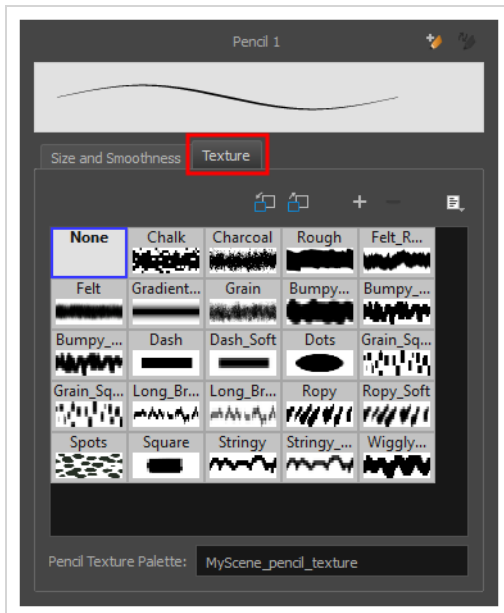 Pencil 1
Size and Smoothness Texture
None Chalk Charcoal Rough Felt_R...
Felt Gradient... Grain Bumpy... Bumpy_...
Bumpy_... Dash Dash_Soft Dots Grain_Sq...
Grain_Sq... Long_Br... Long_Br... Ropy Ropy_Soft
Spots Square Stringy Stringy_... Wiggly...
Pencil Texture Palette: MyScene_pencil_texture